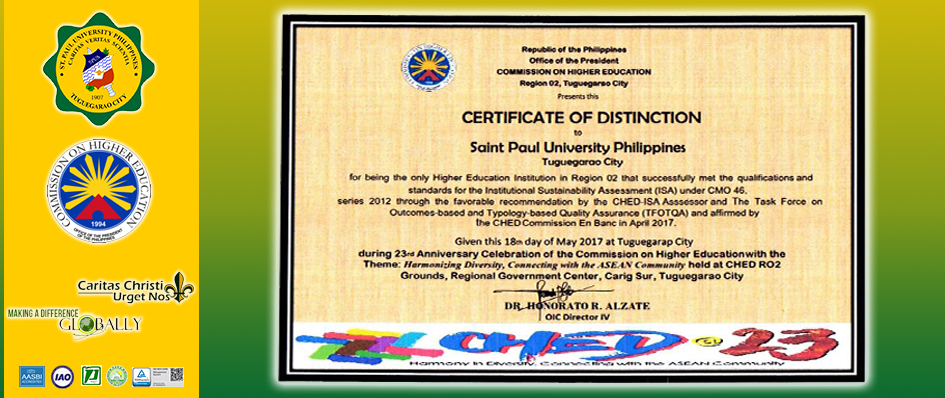 ST. PAUL UNIVERSITY PHILIPPINES
CARITAS VERITAS SCIENTIA
SPUP
1907
TUGUEGARAO CITY
COMMISSION ON HIGHER EDUCATION
1994
OFFICE OF THE PRESIDENT
OF THE PHILIPPINES
Caritas Christi
Urget Nos
MAKING A DIFFERENCE
GLOBALLY
AASBI
IAO
Republic of the Philippines
Office of the President
COMMISSION ON HIGHER EDUCATION
Region 02, Tuguegarao City
Presents this
CERTIFICATE OF DISTINCTION
to
Saint Paul University Philippines
Tuguegarao City
for being the only Higher Education Institution in Region 02 that successfully met the qualifications and
standards for the Institutional Sustainability Assessment (ISA) under CMO 46,
series 2012 through the favorable recommendation by the CHED-ISA Asssessor and The Task Force on
Outcomes-based and Typology-based Quality Assurance (TFOTQA) and affirmed by
the CHED Commission En Banc in April 2017.
Given this 18th day of May 2017 at Tuguegarap City
during 23rd Anniversary Celebration of the Commission on Higher Educationwith the
Theme: Harmonizing Diversity, Connecting with the ASEAN Community held at CHED RO2
Grounds, Regional Government Center, Carig Sur, Tuguegarao City
DR. HONORATO R. ALZATE
OIC Director IV
CHED @ 23
Harmony in Diversity, Connecting with the ASEAN Community